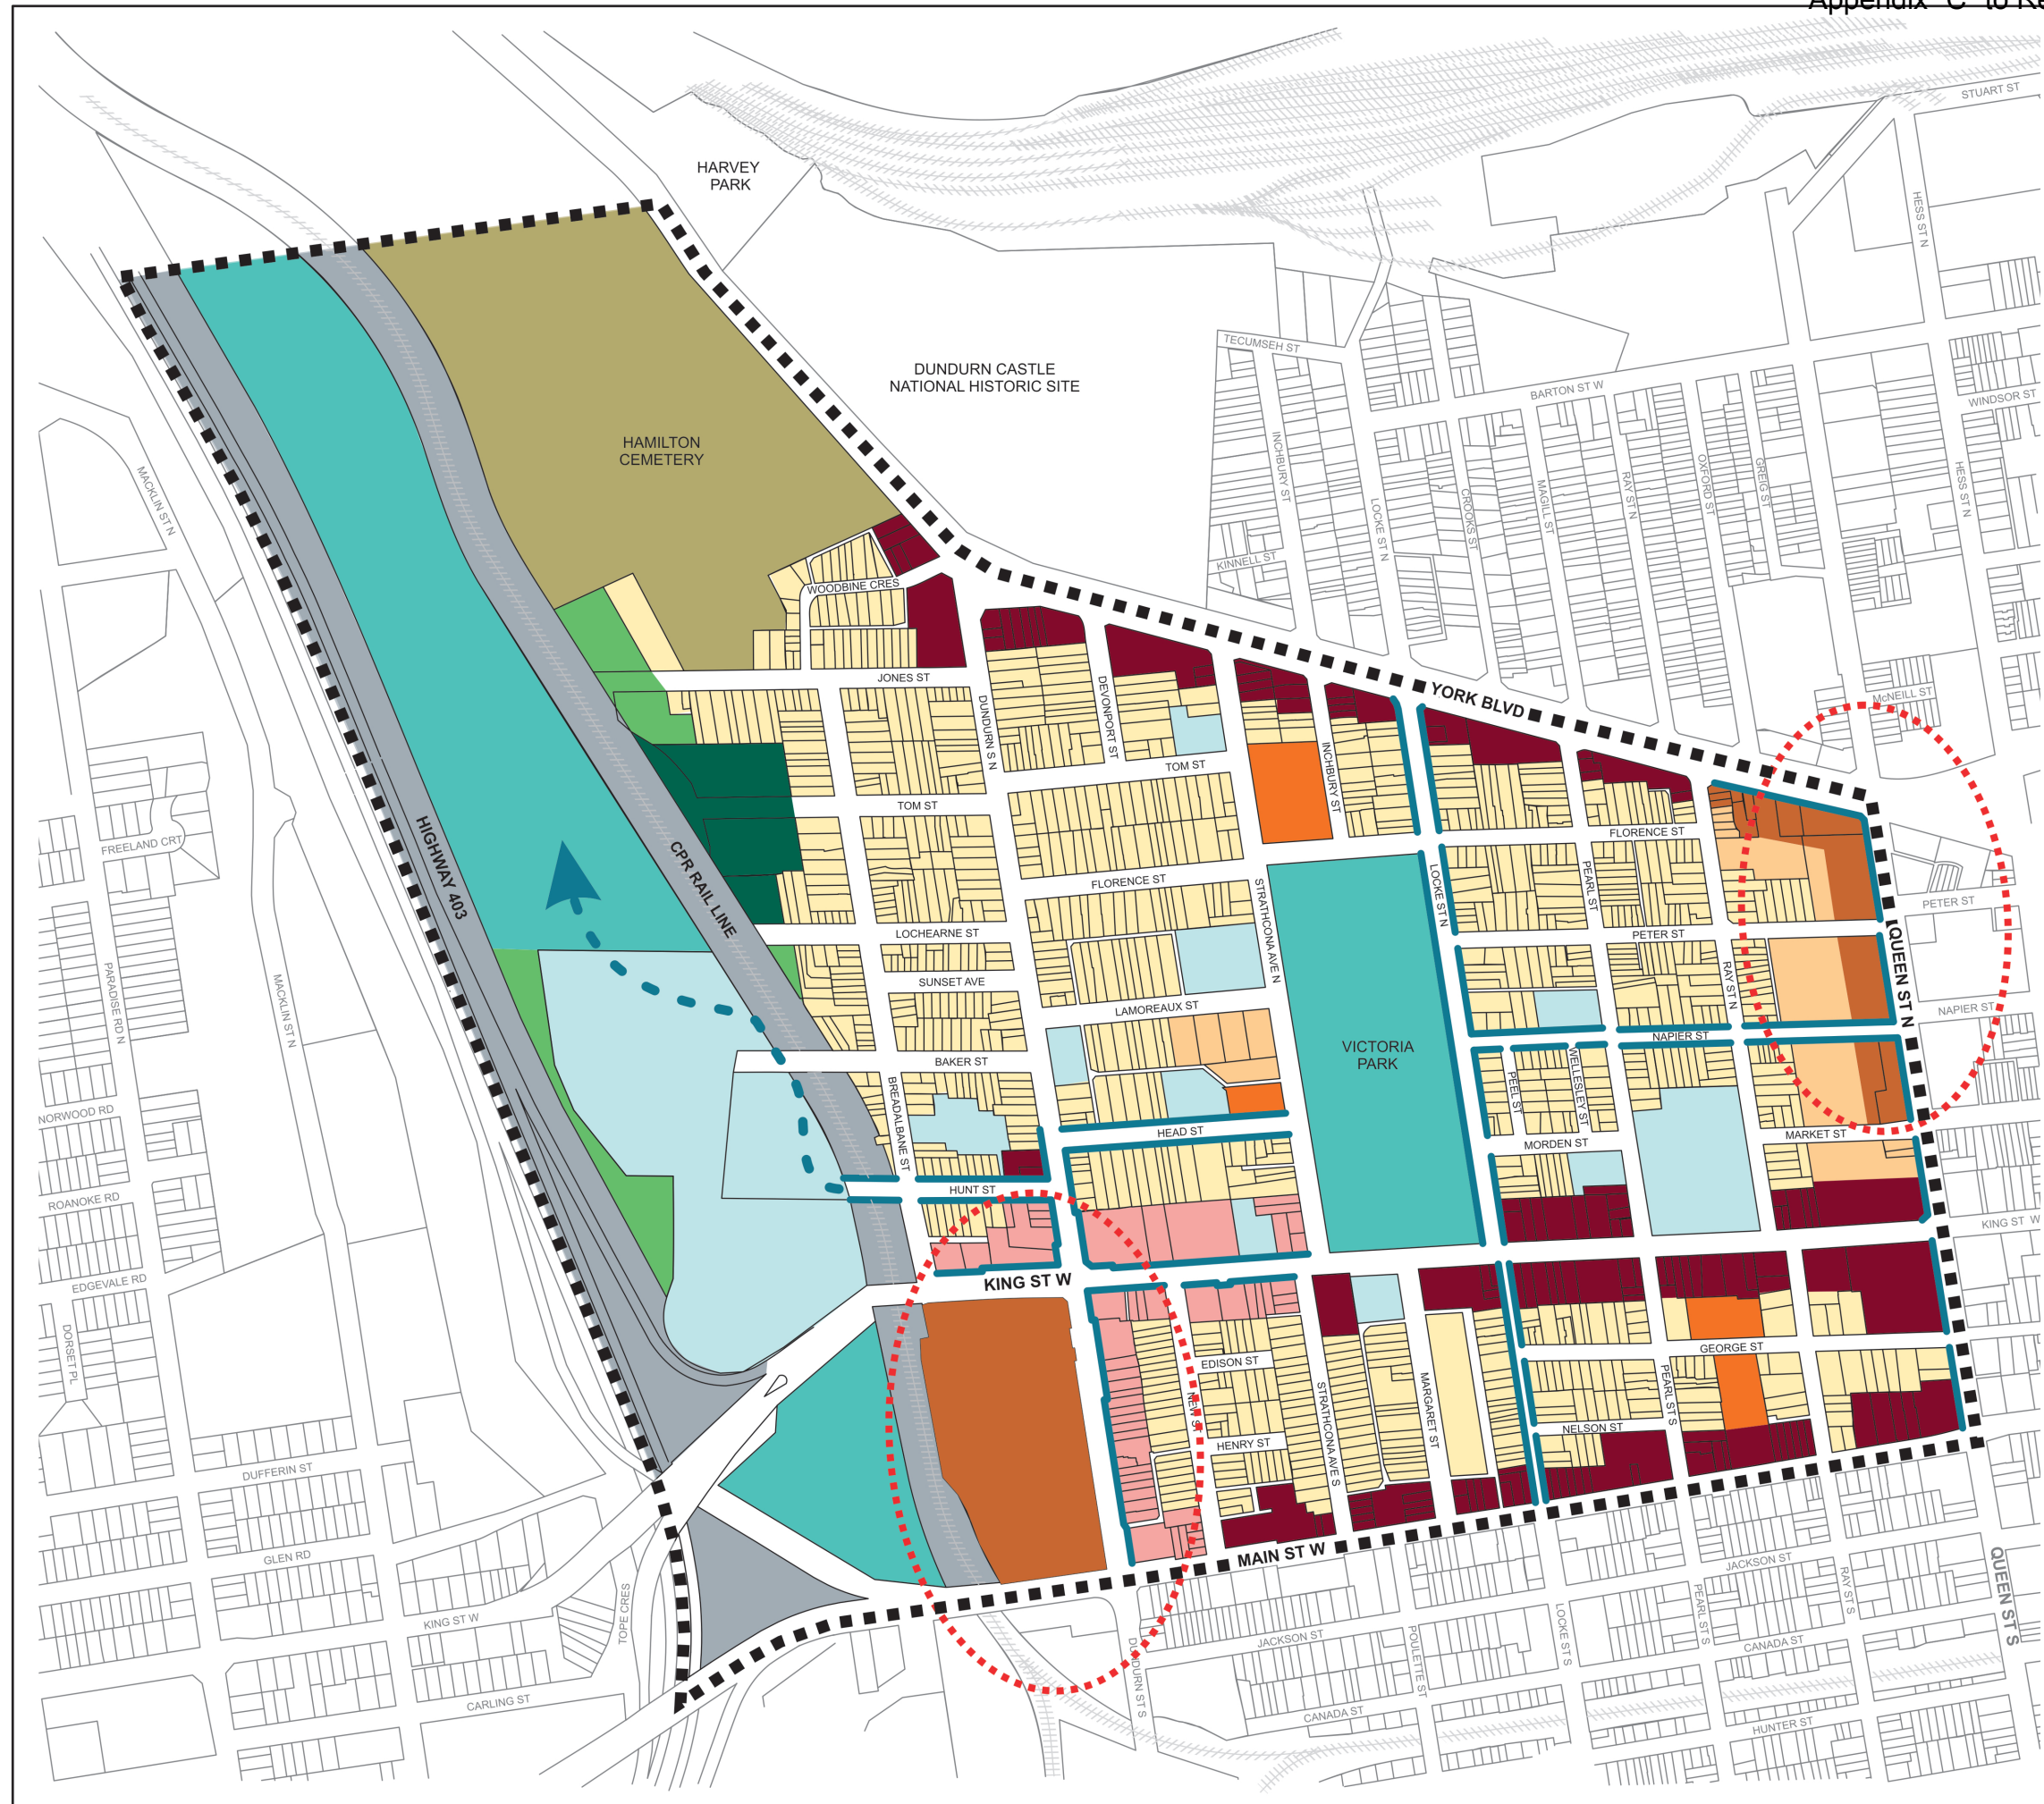 Appendix "C" to Re
STUART ST
HARVEY
PARK
HESS ST N
TECUMSEH ST
DUNDURN CASTLE
NATIONAL HISTORIC SITE
BARTON ST W
WINDSOR ST
HAMILTON
CEMETERY
MACKLIN ST N
INCHBURY ST
LOCKE ST N
CROOKS ST
MAGILL ST
RAY ST N
OXFORD ST
GREIG ST
HESS ST N
KINNELL ST
WOODBINE CRES
JONES ST
DUNDURN ST N
DEVONPORT ST
YORK BLVD
McNEILL ST
TOM ST
INCHBURY ST
TOM ST
FLORENCE ST
HIGHWAY 403
CPR RAIL LINE
FREELAND CRT
FLORENCE ST
STRATHCONA AVE N
LOCKE ST N
PEARL ST
PETER ST
LOCHEARNE ST
PETER ST
PARADISE RD N
MACKLIN ST N
SUNSET AVE
RAY ST N
QUEEN ST N
LAMOREAUX ST
NAPIER ST
NAPIER ST
VICTORIA
PARK
BAKER ST
PEEL ST
WELLESLEY ST
NORWOOD RD
BREADALBANE ST
HEAD ST
MORDEN ST
MARKET ST
ROANOKE RD
HUNT ST
KING ST W
EDGEVALE RD
KING ST W
DORSET PL
EDISON ST
GEORGE ST
NEW ST
STRATHCONA AVE S
MARGARET ST
PEARL ST S
NELSON ST
HENRY ST
DUFFERIN ST
MAIN ST W
GLEN RD
JACKSON ST
QUEEN ST S
KING ST W
TOPE CRES
JACKSON ST
LOCKE ST S
PEARL ST S
RAY ST S
CANADA ST
DUNDURN ST S
POULETTE ST
CARLING ST
CANADA ST
HUNTER ST